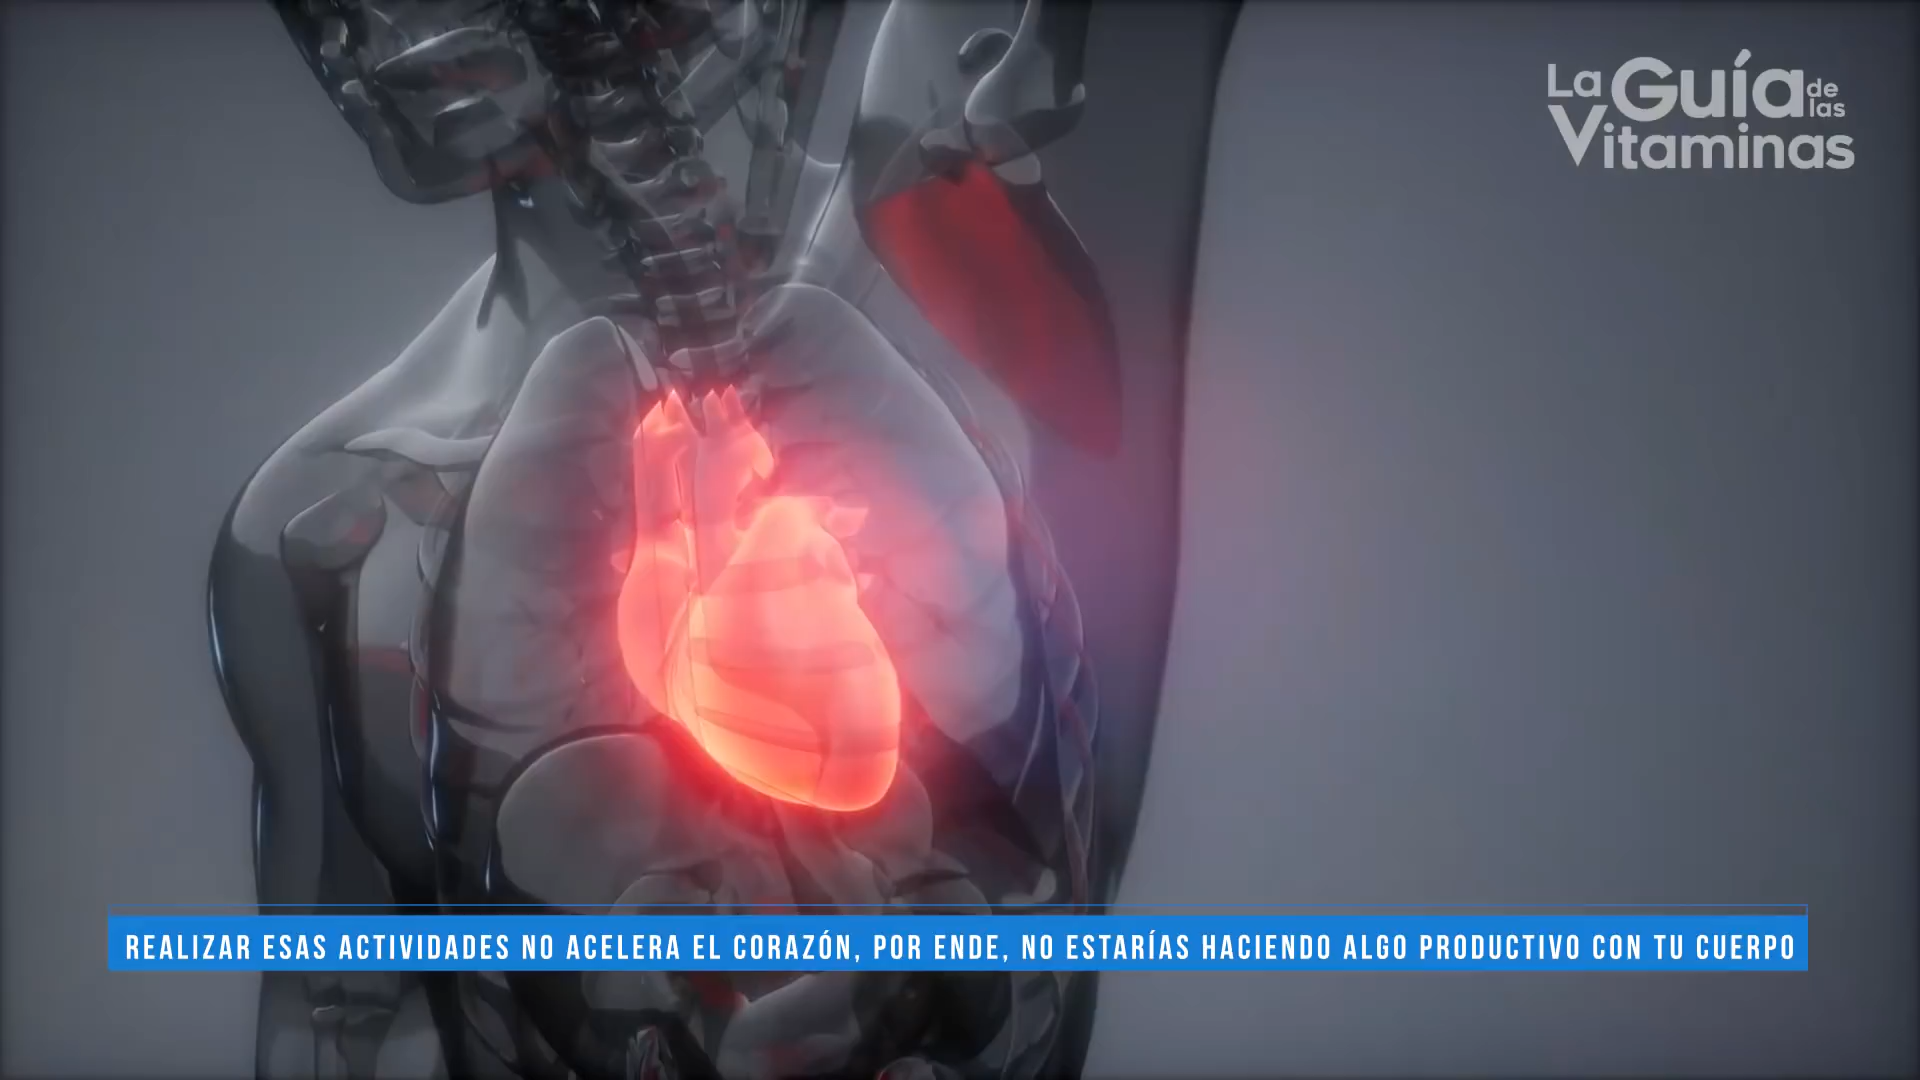 La Guía de las Vitaminas
REALIZAR ESAS ACTIVIDADES NO ACELERA EL CORAZÓN, POR ENDE, NO ESTARÍAS HACIENDO ALGO PRODUCTIVO CON TU CUERPO